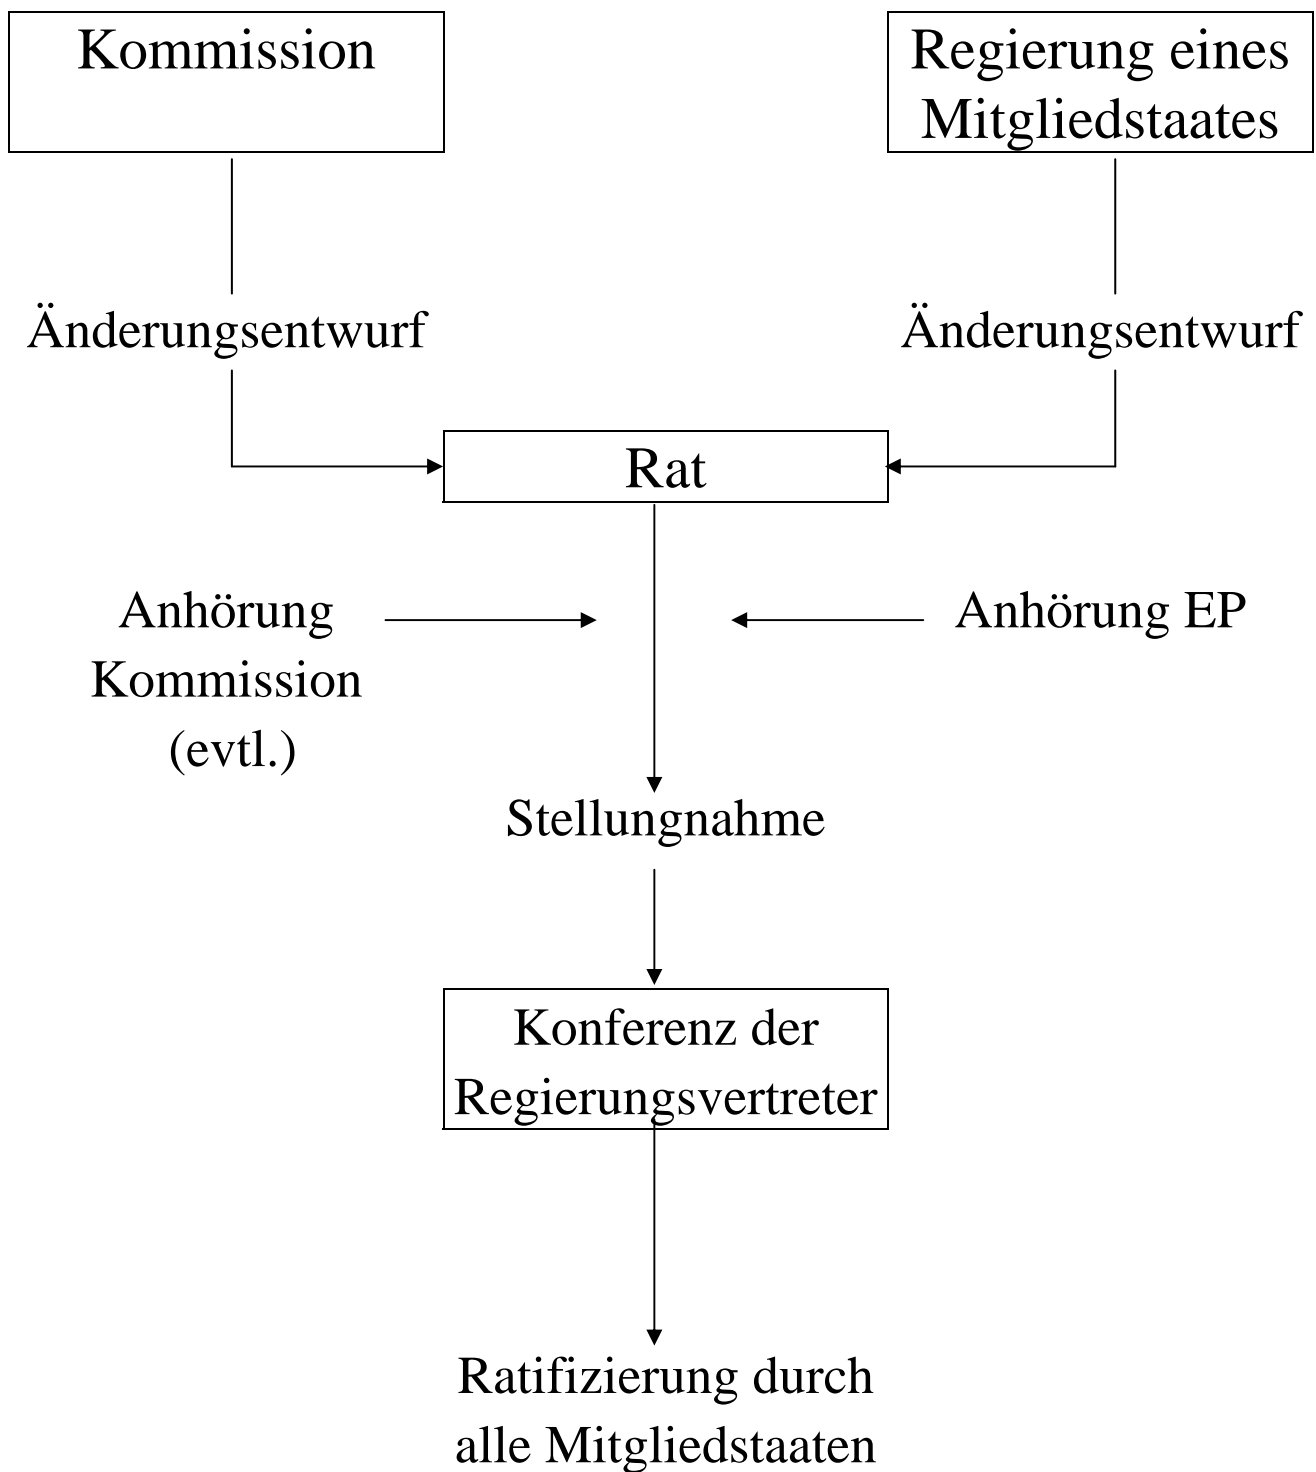 Kommission
Regierung eines
Mitgliedstaates
Änderungsentwurf
Änderungsentwurf
Rat
Anhörung
Kommission
(evtl.)
Anhörung EP
Stellungnahme
Konferenz der
Regierungsvertreter
Ratifizierung durch
alle Mitgliedstaaten